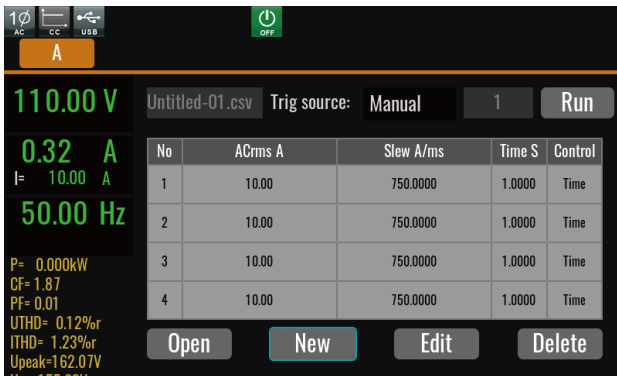 1Ø AC CC USB OFF
A
110.00 V
0.32 A
I= 10.00 A
50.00 Hz
P= 0.000kW
CF= 1.87
PF= 0.01
UTHD= 0.12%r
ITHD= 1.23%r
Upeak=162.07V
Untitled-01.csv Trig source: Manual 1 Run
No ACrms A Slew A/ms Time S Control
1 10.00 750.0000 1.0000 Time
2 10.00 750.0000 1.0000 Time
3 10.00 750.0000 1.0000 Time
4 10.00 750.0000 1.0000 Time
Open New Edit Delete